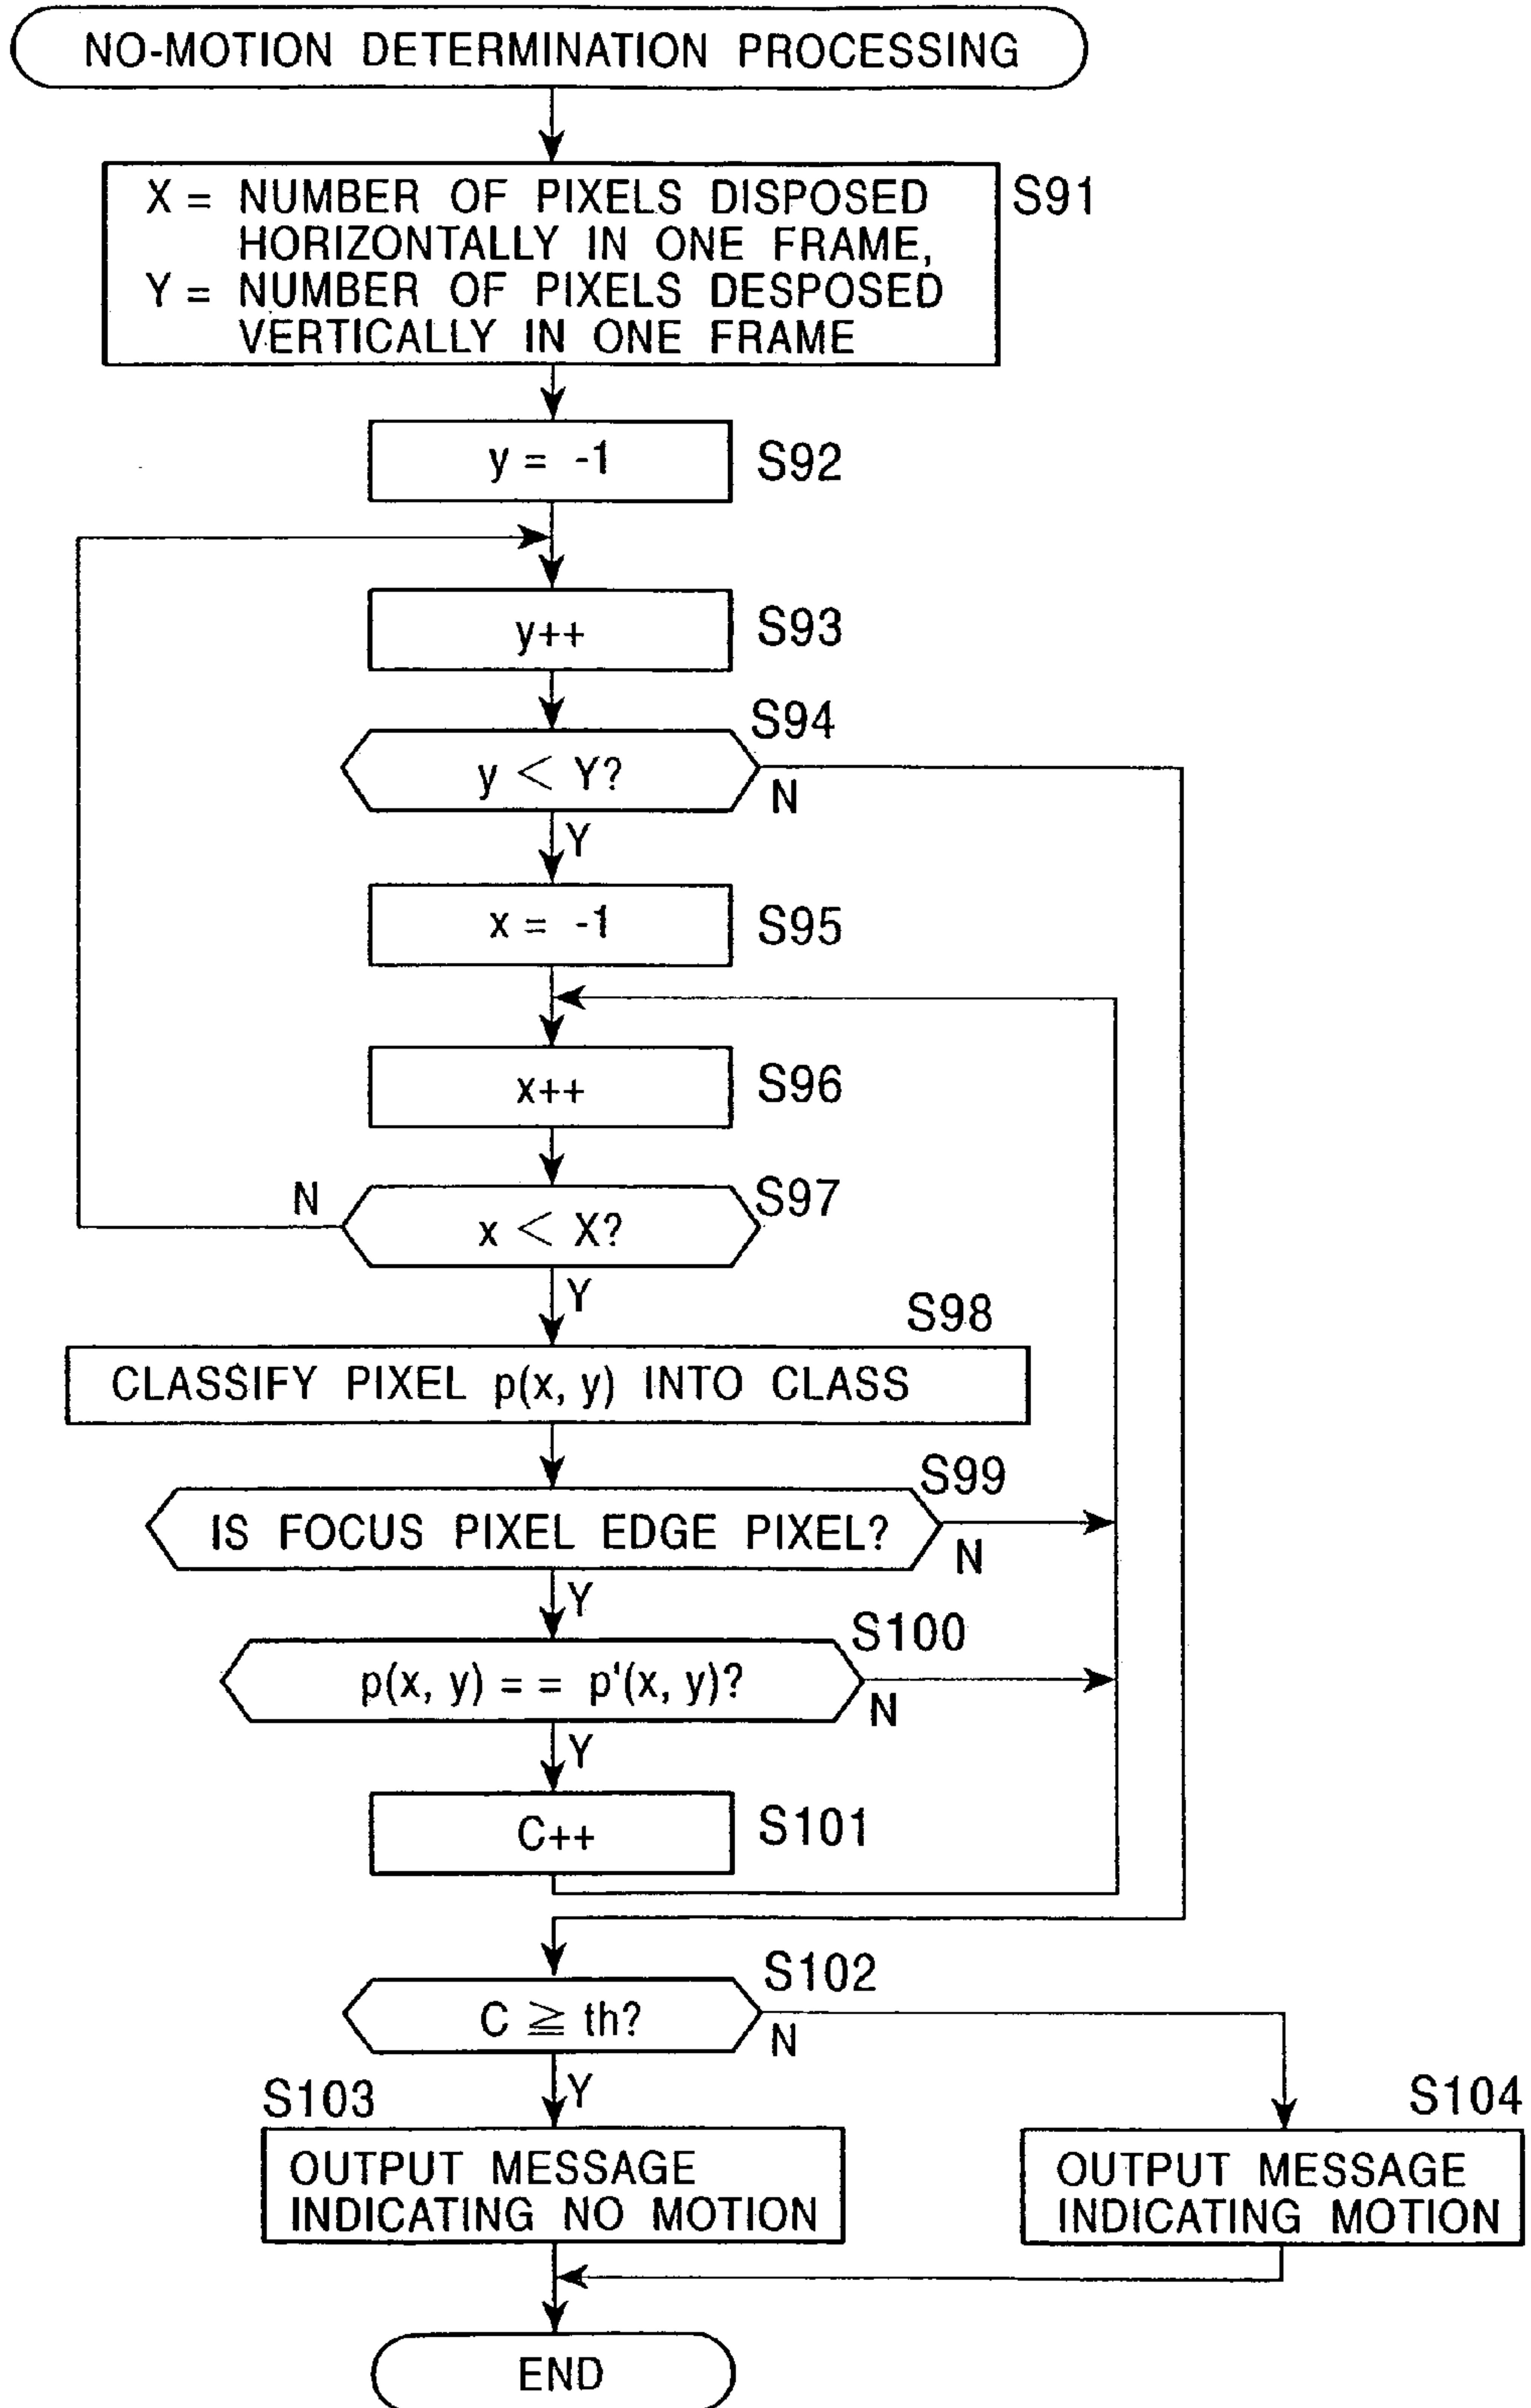 NO-MOTION DETERMINATION PROCESSING
X = NUMBER OF PIXELS DISPOSED
HORIZONTALLY IN ONE FRAME,
Y = NUMBER OF PIXELS DESPOSED
VERTICALLY IN ONE FRAME
S91
y = -1
S92
y++
S93
S94
y < Y?
N
Y
x = -1
S95
x++
S96
S97
N
x < X?
Y
S98
CLASSIFY PIXEL p(x, y) INTO CLASS
S99
IS FOCUS PIXEL EDGE PIXEL?
N
Y
S100
p(x, y) = = p'(x, y)?
N
Y
C++
S101
S102
C ≧ th?
N
Y
S103
OUTPUT MESSAGE
INDICATING NO MOTION
S104
OUTPUT MESSAGE
INDICATING MOTION
END